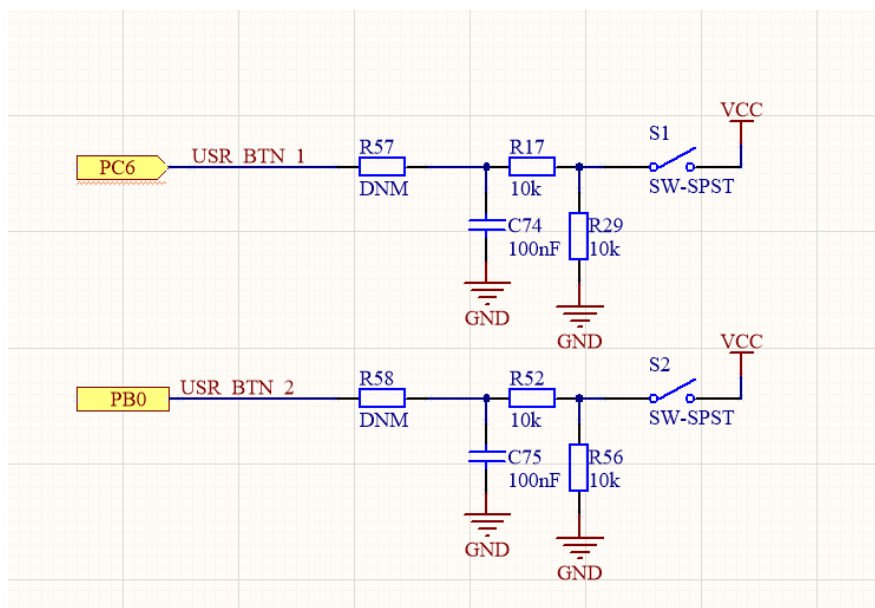 VCC
S1
R57
R17
USR_BTN_1
PC6
DNM
10k
SW-SPST
C74
100nF
R29
10k
GND
GND
VCC
S2
R58
R52
USR_BTN_2
PB0
DNM
10k
SW-SPST
C75
100nF
R56
10k
GND
GND